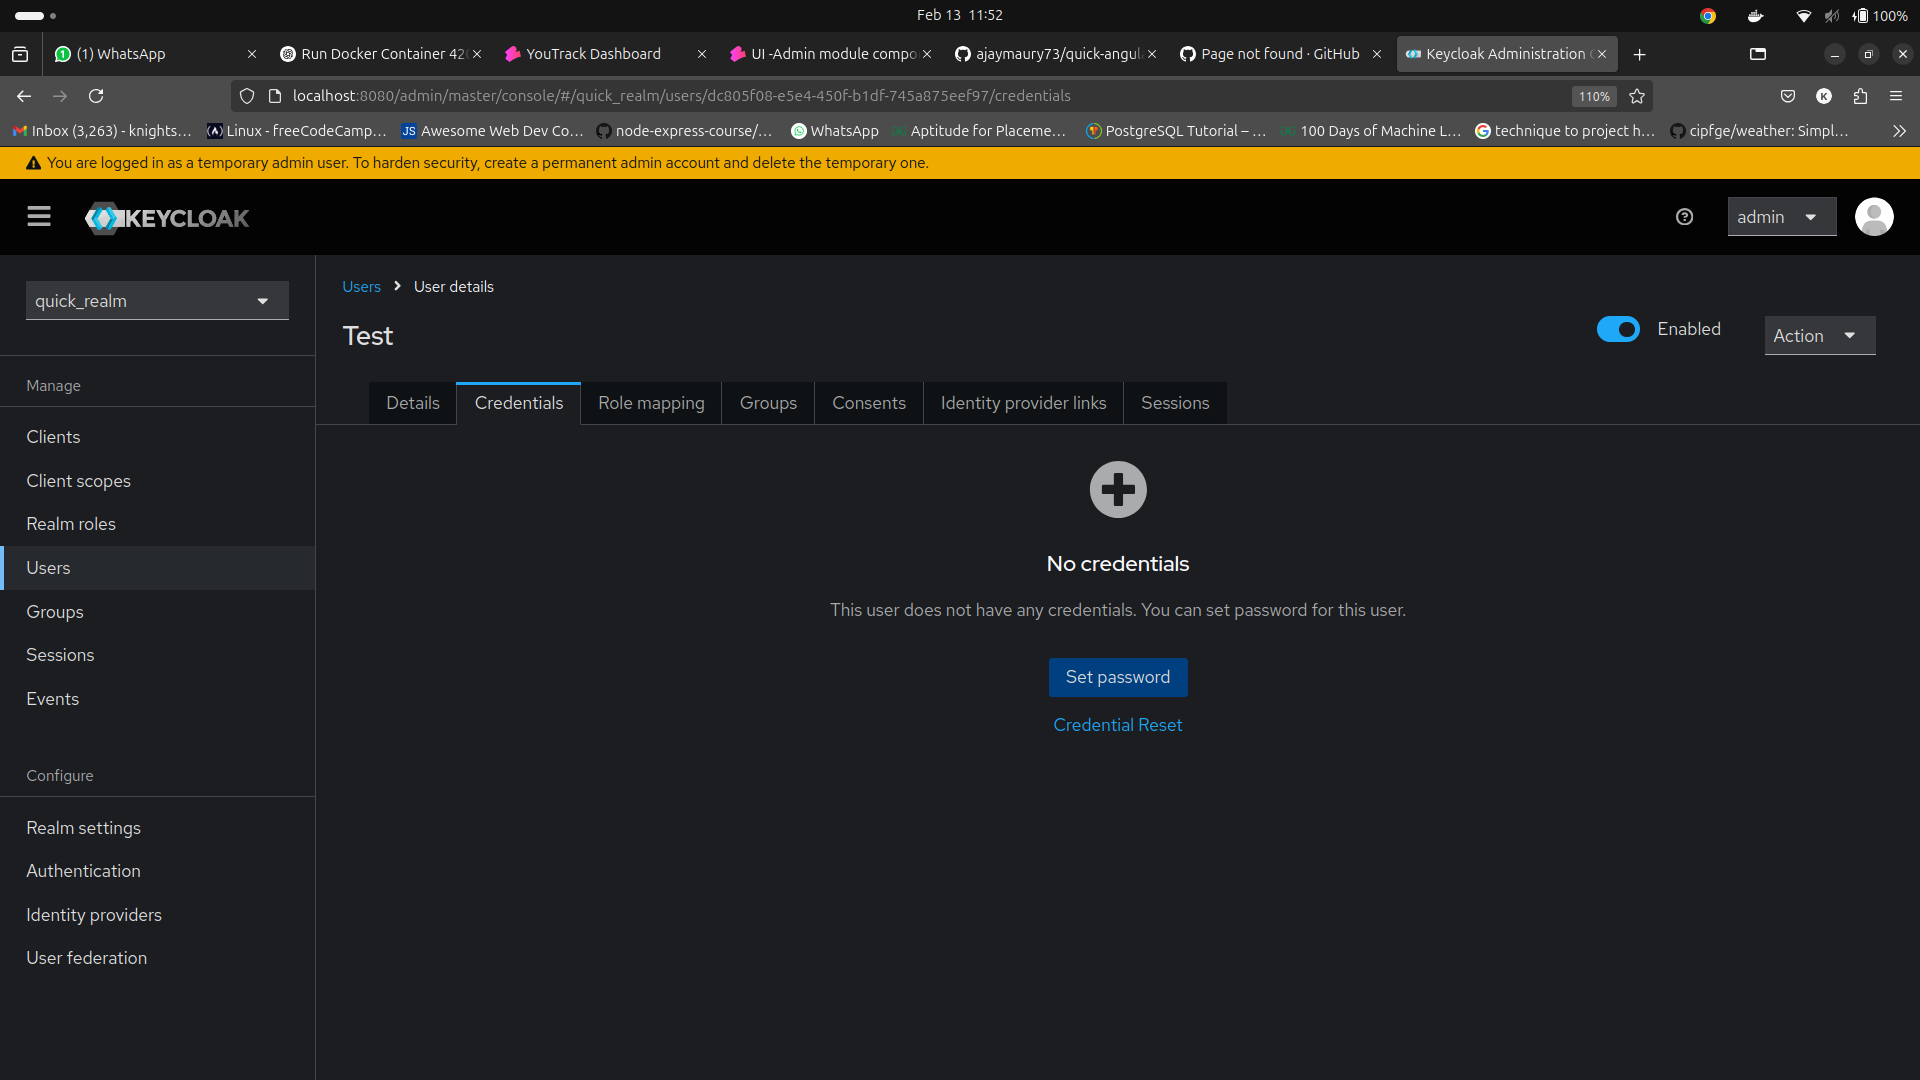 Feb 13 11:52
100%
(1) WhatsApp
Run Docker Container 42
YouTrack Dashboard
UI -Admin module compo
ajaymaury73/quick-angul
Page not found · GitHub
Keycloak Administration
localhost:8080/admin/master/console/#/quick_realm/users/dc805f08-e5e4-450f-b1df-745a875eef97/credentials
110%
K
Inbox (3,263) - knights...
Linux - freeCodeCamp...
JS Awesome Web Dev Co...
node-express-course/...
WhatsApp
Aptitude for Placeme...
PostgreSQL Tutorial – ...
100 Days of Machine L...
technique to project h...
cipfge/weather: Simpl...
You are logged in as a temporary admin user. To harden security, create a permanent admin account and delete the temporary one.
KEYCLOAK
admin
quick_realm
Manage
Clients
Client scopes
Realm roles
Users
Groups
Sessions
Events
Configure
Realm settings
Authentication
Identity providers
User federation
Users > User details
Test
Enabled
Action
Details
Credentials
Role mapping
Groups
Consents
Identity provider links
Sessions
No credentials
This user does not have any credentials. You can set password for this user.
Set password
Credential Reset